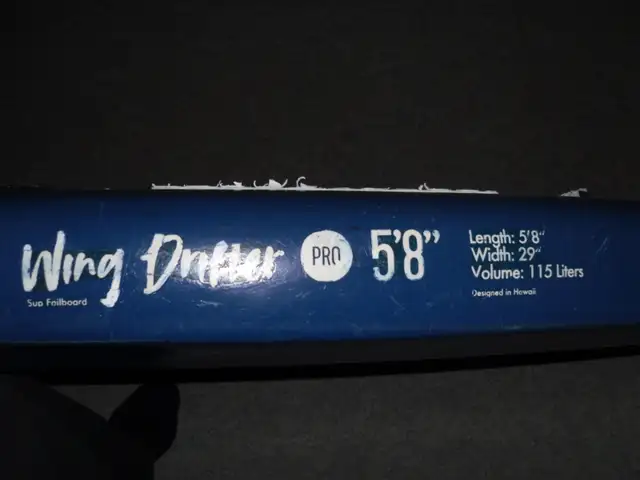 Wing Drifter PRO 5'8"
Sup Foilboard
Length: 5'8"
Width: 29"
Volume: 115 Liters
Designed in Hawaii